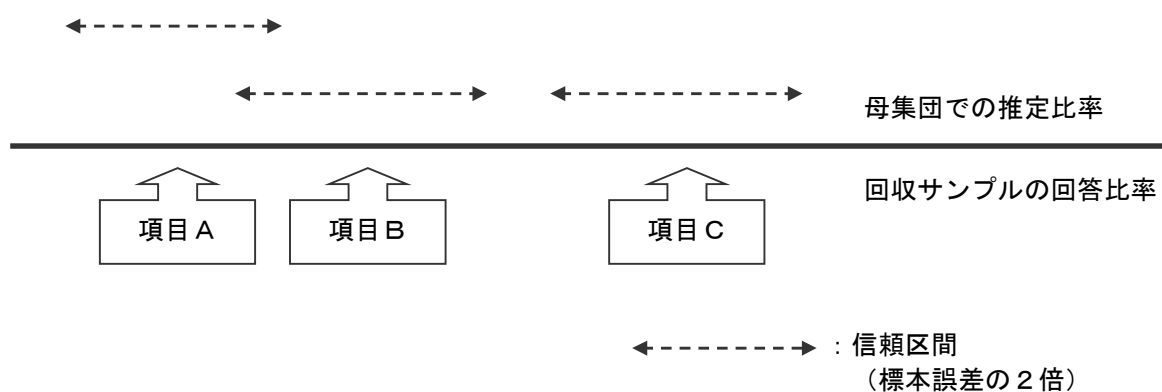 母集団での推定比率
回収サンプルの回答比率
項目A 項目B 項目C
：信頼区間
（標本誤差の２倍）